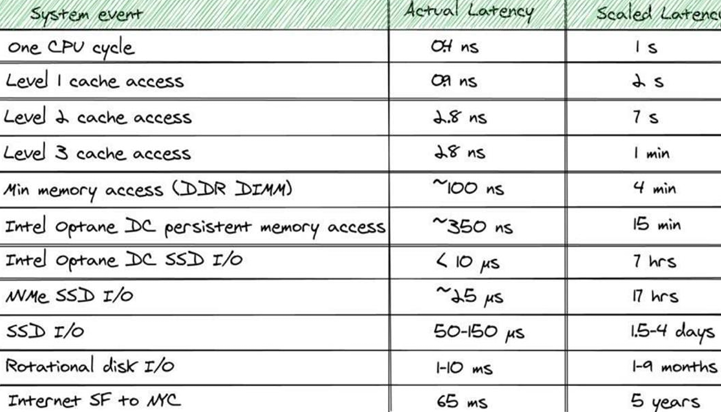 System event Actual Latency Scaled Latency
One CPU cycle 0.4 ns 1 s
Level 1 cache access 0.9 ns 2 s
Level 2 cache access 2.8 ns 7 s
Level 3 cache access 28 ns 1 min
Min memory access (DDR DIMM) ~100 ns 4 min
Intel Optane DC persistent memory access ~350 ns 15 min
Intel Optane DC SSD I/O < 10 μs 7 hrs
NVMe SSD I/O ~25 μs 17 hrs
SSD I/O 50-150 μs 1.5-4 days
Rotational disk I/O 1-10 ms 1-9 months
Internet SF to NYC 65 ms 5 years